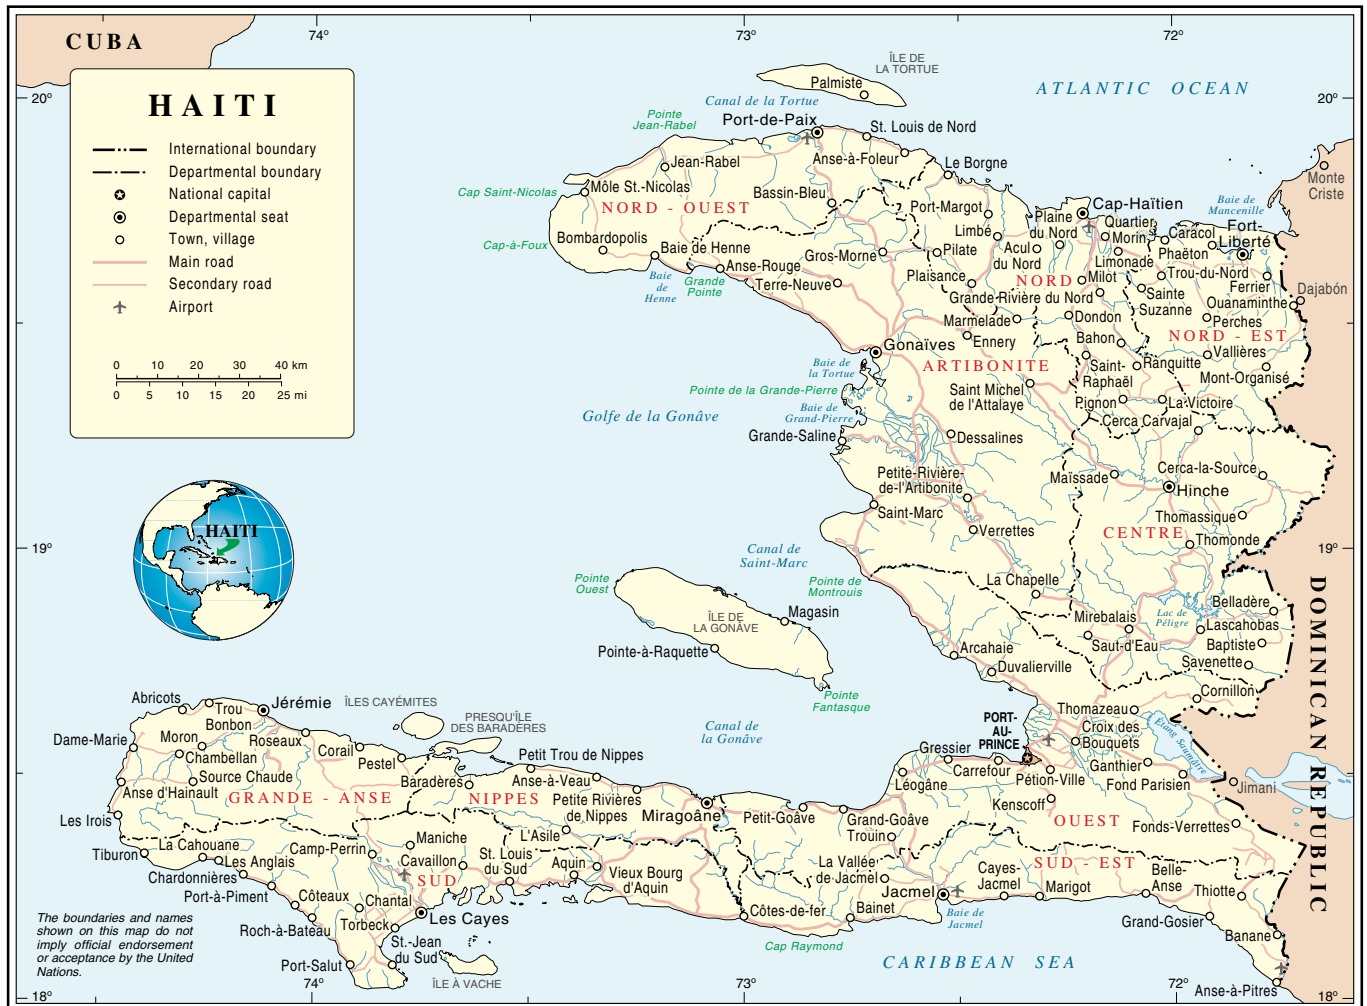 CUBA
74°
73°
72°
HAITI
International boundary
Departmental boundary
National capital
Departmental seat
Town, village
Main road
Secondary road
Airport
0 10 20 30 40 km
0 5 10 15 20 25 mi
20°
20°
ÎLE DE
LA TORTUE
Palmiste
Canal de la Tortue
ATLANTIC OCEAN
Pointe
Jean-Rabel
Port-de-Paix
St. Louis de Nord
Jean-Rabel
Anse-à-Foleur
Le Borgne
Monte
Criste
Cap Saint-Nicolas
Môle St.-Nicolas
Bassin-Bleu
NORD - OUEST
Port-Margot
Cap-Haïtien
Baie de
Mancenille
Plaine
du Nord
Quartier
Morin
Caracol
Fort-
Liberté
Limbé
Acul
du Nord
Limonade
Phaëton
Cap-à-Foux
Bombardopolis
Baie de Henne
Gros-Morne
Pilate
Anse-Rouge
Baie
de
Henne
Grande
Pointe
Terre-Neuve
Plaisance
NORD
Milot
Trou-du-Nord
Ferrier
Dajabón
Grande Rivière du Nord
Sainte
Suzanne
Ouanaminthe
Marmelade
Dondon
Perches
Gonaïves
Ennery
Bahon
NORD - EST
Baie de
la Tortue
ARTIBONITE
Saint-
Raphaël
Ranquitte
Vallières
Mont-Organisé
Pointe de la Grande-Pierre
Saint Michel
de l'Attalaye
Pignon
La Victoire
Golfe de la Gonâve
Baie de
Grand-Pierre
Cerca Carvajal
Grande-Saline
Dessalines
Petite-Rivière-
de-l'Artibonite
Maïssade
Cerca-la-Source
Hinche
Saint-Marc
Verrettes
Thomassique
CENTRE
Thomonde
HAITI
19°
19°
Canal de
Saint-Marc
Pointe
Ouest
Pointe de
Montrouis
La Chapelle
ÎLE DE
LA GONÂVE
Magasin
Mirebalais
Lac de
Péligre
Belladère
Lascahobas
Pointe-à-Raquette
Arcahaie
Saut-d'Eau
Baptiste
Savenette
Duvalierville
Pointe
Fantasque
Cornillon
DOMINICAN REPUBLIC
Abricots
Trou
Bonbon
Jérémie
ÎLES CAYÉMITES
PRESQU'ÎLE
DES BARADÈRES
Canal de
la Gonâve
PORT-
AU-
PRINCE
Thomazeau
Croix des
Bouquets
Étang Saumâtre
Dame-Marie
Moron
Roseaux
Corail
Chambellan
Pestel
Petit Trou de Nippes
Gressier
Carrefour
Pétion-Ville
Ganthier
Source Chaude
Baradères
Anse-à-Veau
Léogâne
Fond Parisien
Jimani
Anse d'Hainault
GRANDE - ANSE
NIPPES
Petite Rivières
de Nippes
Miragoâne
Petit-Goâve
Grand-Goâve
Kenscoff
OUEST
Les Irois
Trouin
Fonds-Verrettes
Tiburon
La Cahouane
Camp-Perrin
Maniche
L'Asile
Les Anglais
Cavaillon
St. Louis
du Sud
Aquin
Vieux Bourg
d'Aquin
La Vallée
de Jacmel
SUD - EST
Chardonnières
SUD
Jacmel
Cayes-
Jacmel
Marigot
Belle-
Anse
Thiotte
Port-à-Piment
Côteaux
Chantal
Les Cayes
Côtes-de-fer
Bainet
Baie de
Jacmel
Grand-Gosier
Roch-à-Bateau
Torbeck
Cap Raymond
Banane
St.-Jean
du Sud
Port-Salut
ÎLE À VACHE
CARIBBEAN SEA
Anse-à-Pitres
The boundaries and names
shown on this map do not
imply official endorsement
or acceptance by the United
Nations.
18°
74°
73°
72°
18°